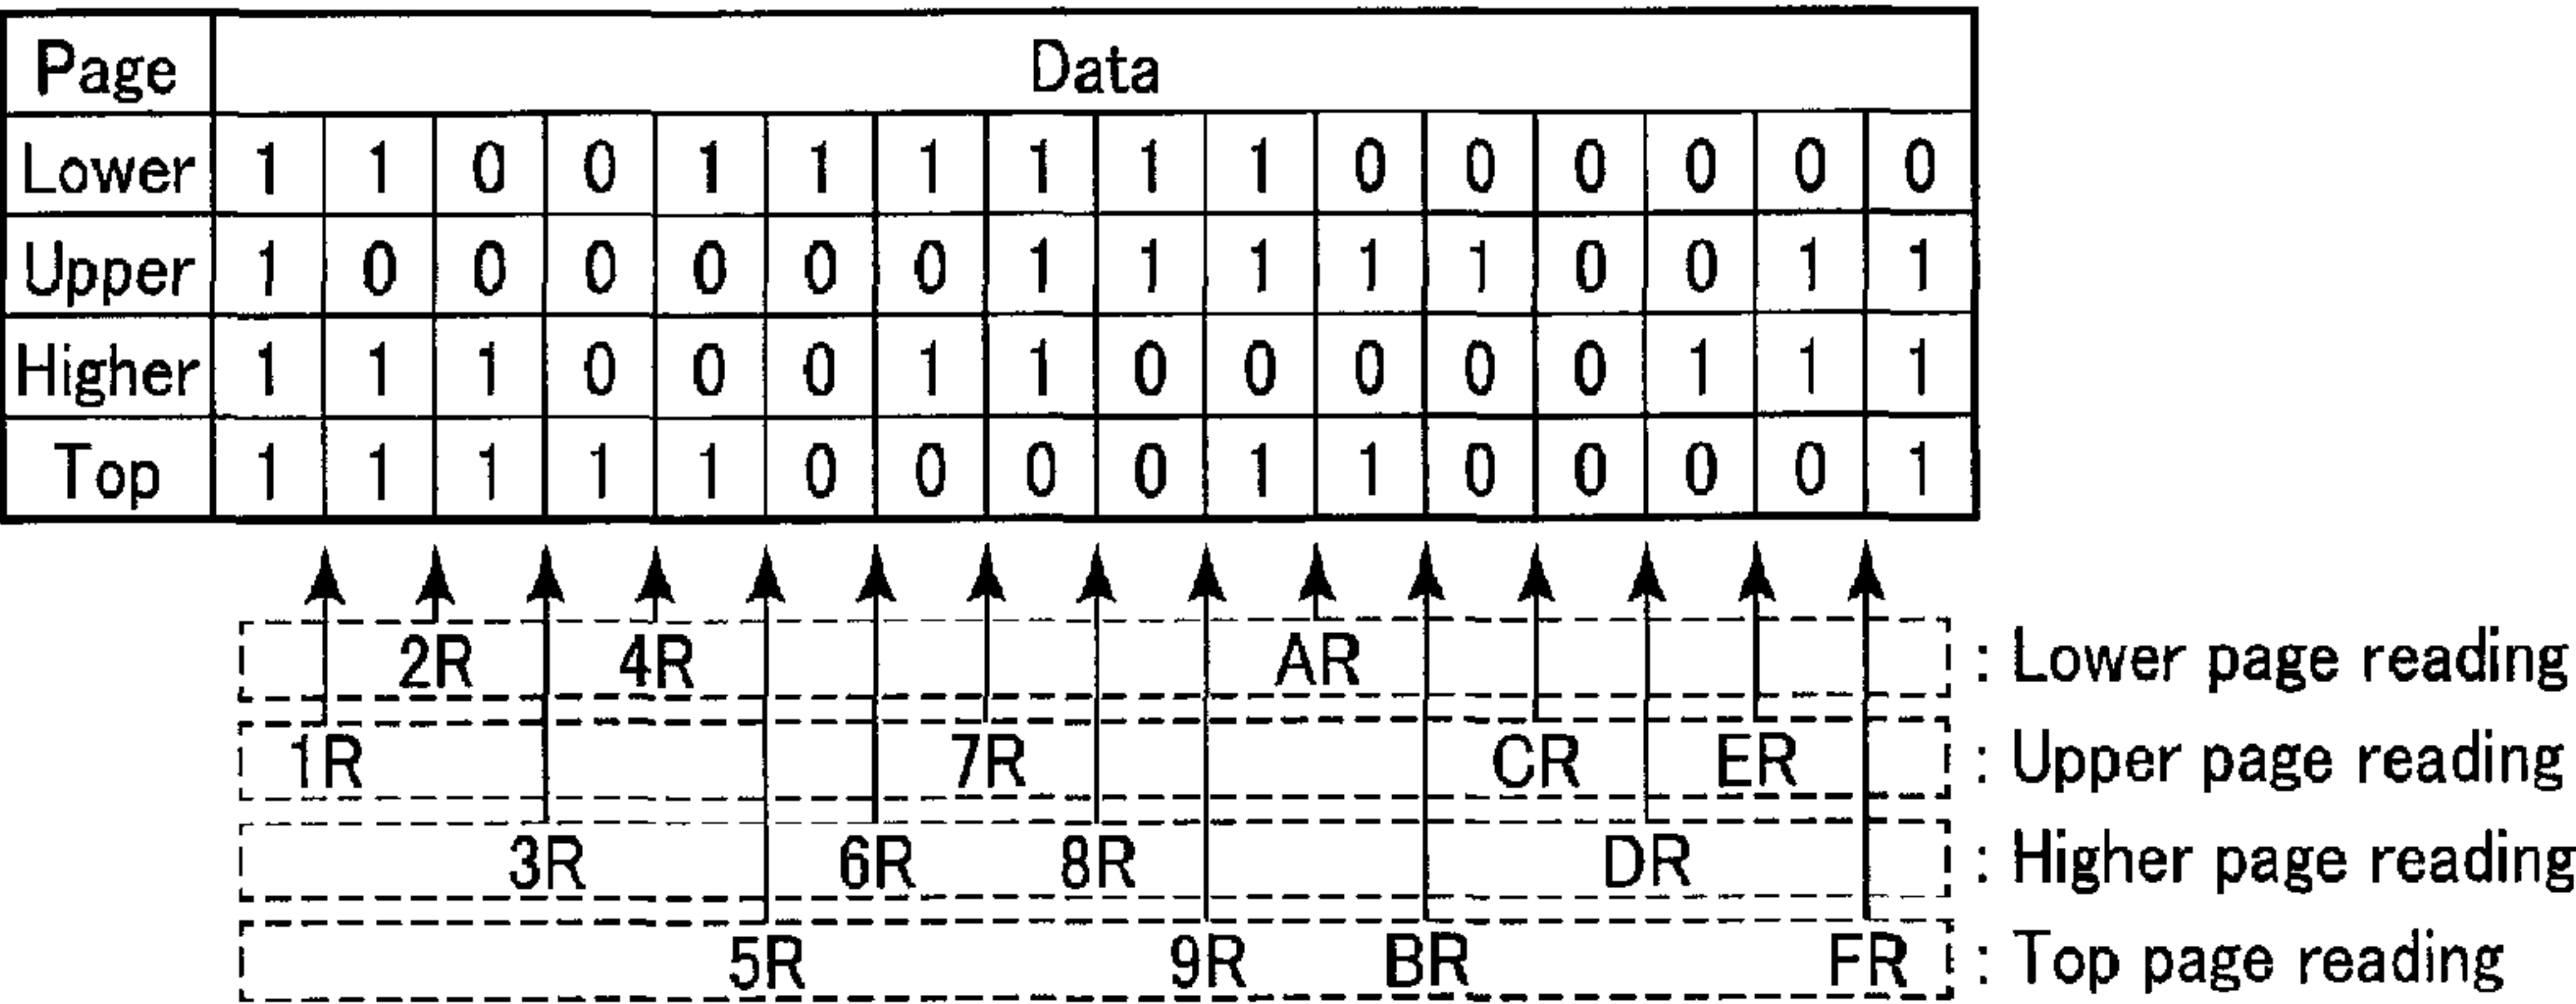 Page Data
Lower 1 1 0 0 1 1 1 1 1 1 0 0 0 0 0 0
Upper 1 0 0 0 0 0 0 1 1 1 1 1 0 0 1 1
Higher 1 1 1 0 0 0 1 1 0 0 0 0 0 1 1 1
Top 1 1 1 1 1 0 0 0 0 1 1 0 0 0 0 1
2R 4R AR : Lower page reading
1R 7R CR ER : Upper page reading
3R 6R 8R DR : Higher page reading
5R 9R BR FR : Top page reading